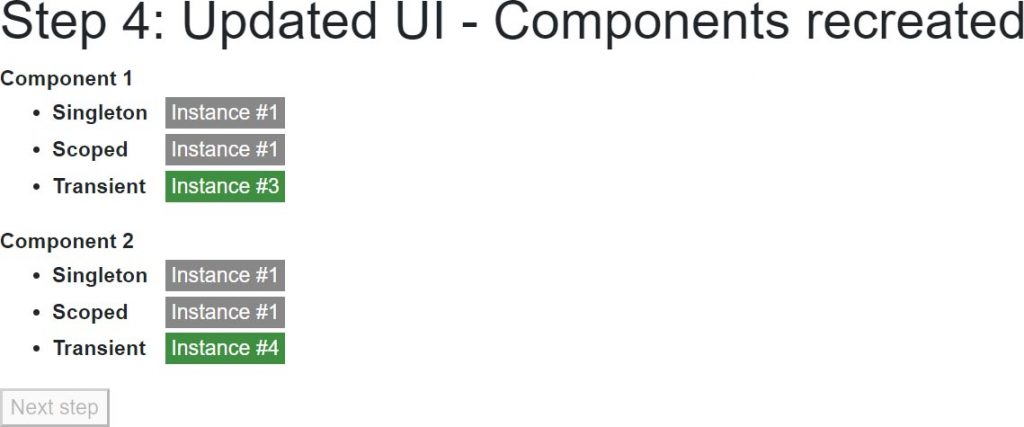 Step 4: Updated UI - Components recreated
Component 1
• Singleton Instance #1
• Scoped Instance #1
• Transient Instance #3
Component 2
• Singleton Instance #1
• Scoped Instance #1
• Transient Instance #4
Next step